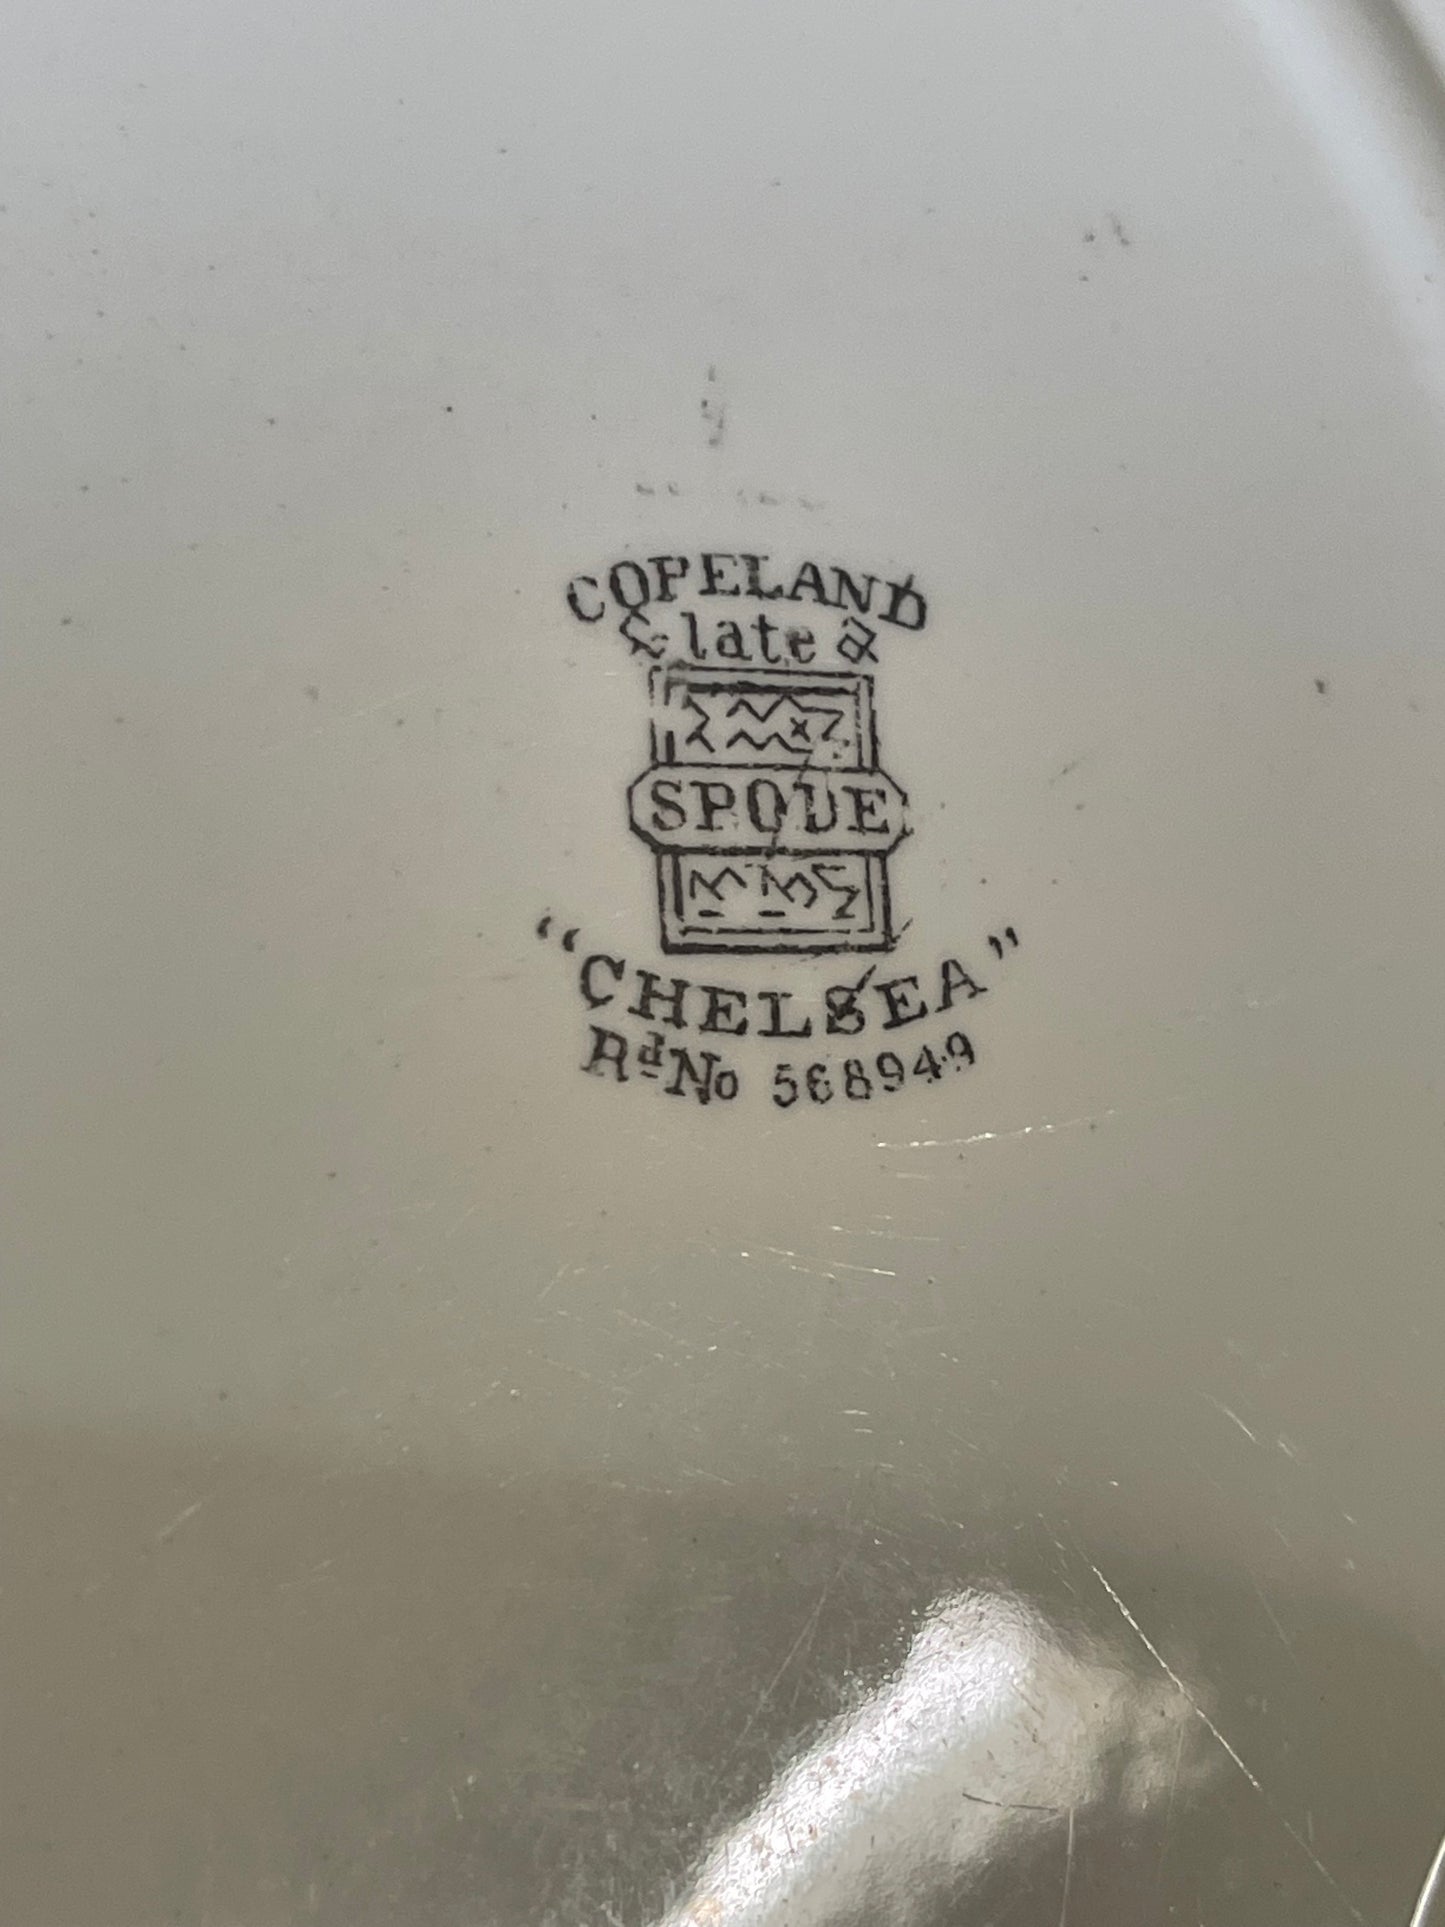 COPELAND
late
SPODE
"CHELSEA"
Rd No 568949